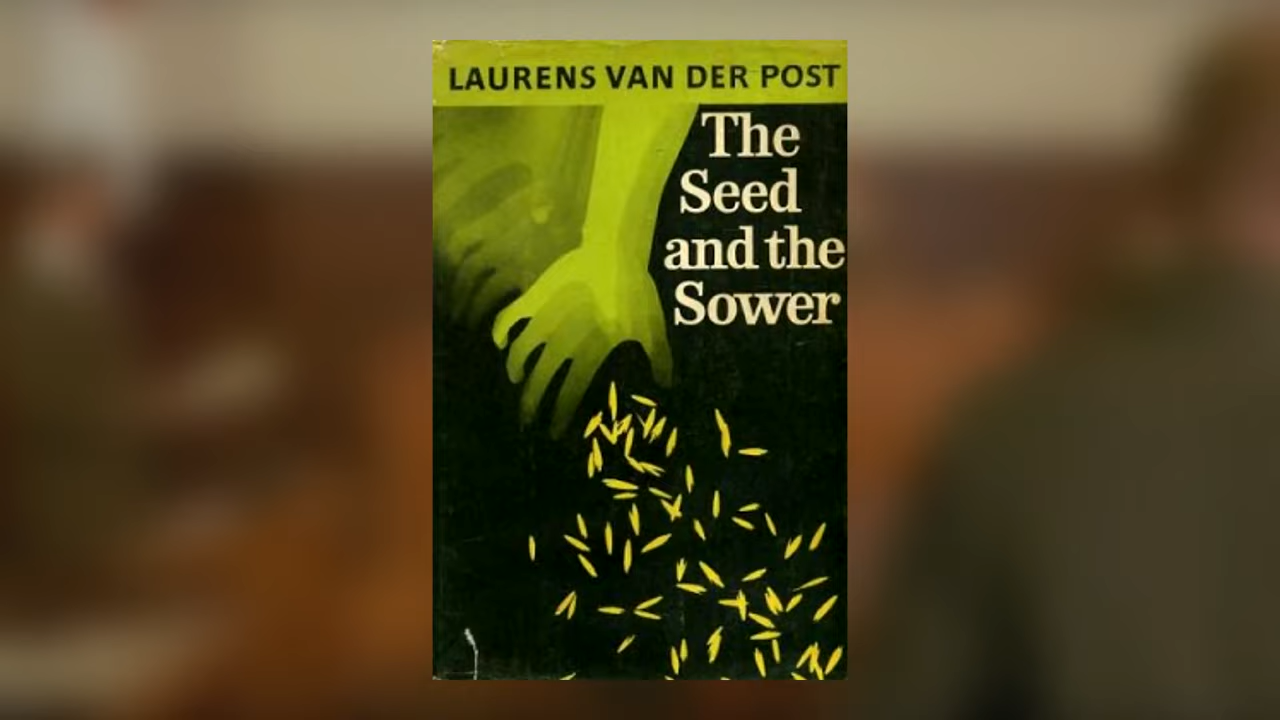 LAURENS VAN DER POST
The
Seed
and the
Sower